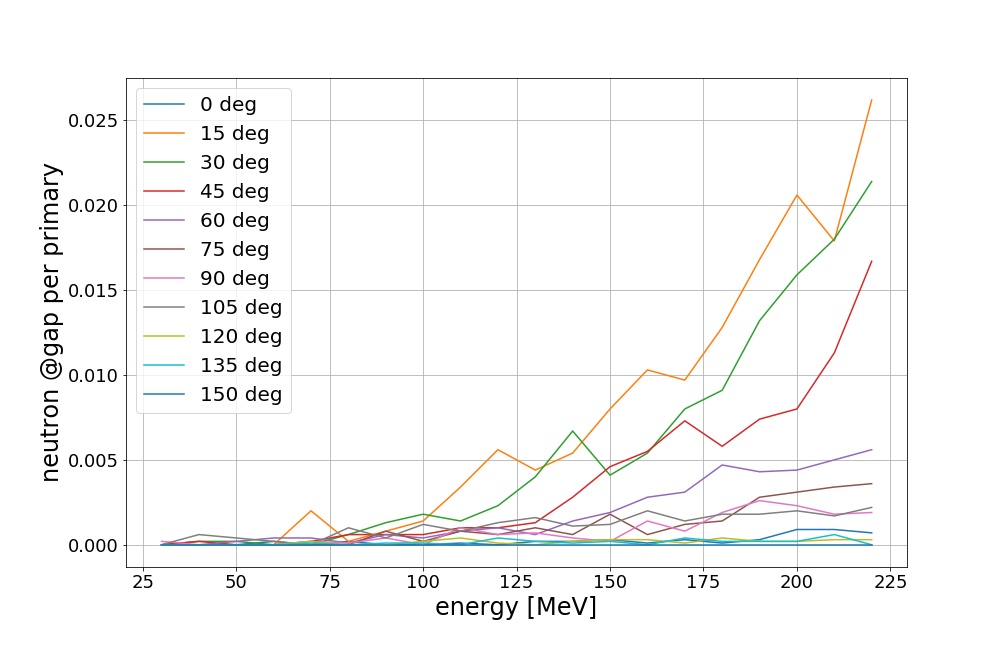 0 deg
15 deg
30 deg
45 deg
60 deg
75 deg
90 deg
105 deg
120 deg
135 deg
150 deg
0.025
0.020
0.015
0.010
0.005
0.000
neutron @gap per primary
25 50 75 100 125 150 175 200 225
energy [MeV]